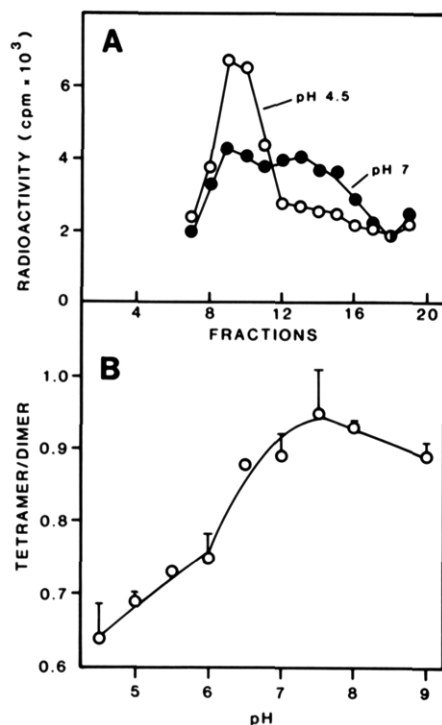 A
RADIOACTIVITY (cpm × 10³)
6
4
2
0
pH 4.5
pH 7
4
8
12
16
20
FRACTIONS
B
TETRAMER/DIMER
1.0
0.9
0.8
0.7
0.6
5
6
7
8
9
pH